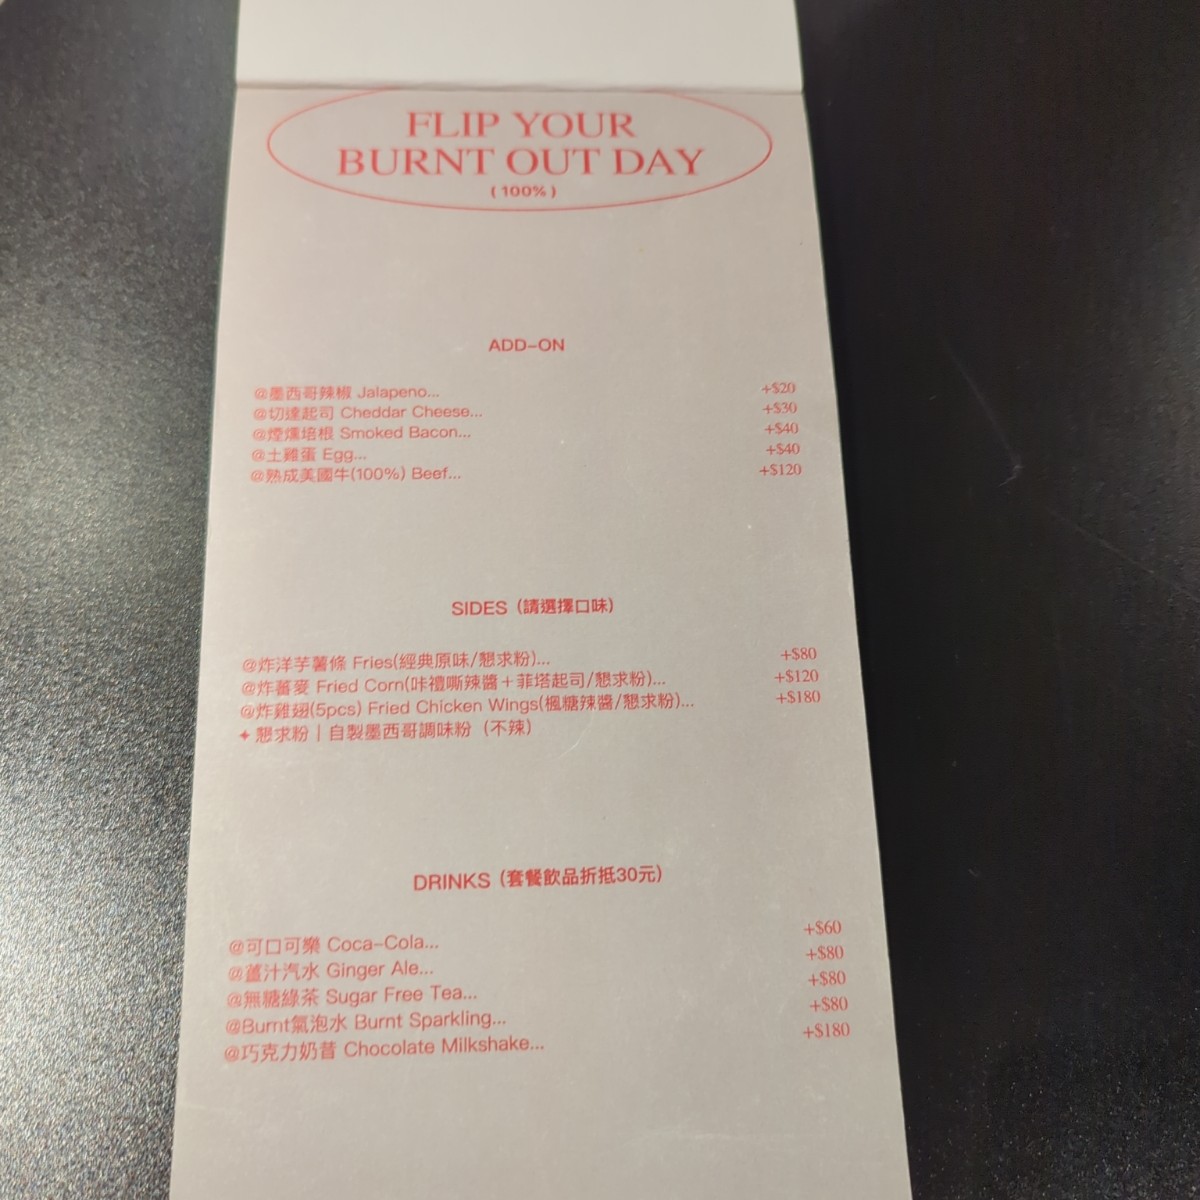 FLIP YOUR
BURNT OUT DAY
(100%)
ADD-ON
@墨西哥辣椒 Jalapeno... +$20
@切達起司 Cheddar Cheese... +$30
@煙燻培根 Smoked Bacon... +$40
@土雞蛋 Egg... +$40
@熟成美國牛(100%) Beef... +$120
SIDES (請選擇口味)
@炸洋芋薯條 Fries(經典原味/懇求粉)... +$80
@炸蕃麥 Fried Corn(咔禮嘶辣醬+菲塔起司/懇求粉)... +$120
@炸雞翅(5pcs) Fried Chicken Wings(楓糖辣醬/懇求粉)... +$180
✦ 懇求粉｜自製墨西哥調味粉 (不辣)
DRINKS (套餐飲品折抵30元)
@可口可樂 Coca-Cola... +$60
@薑汁汽水 Ginger Ale... +$80
@無糖綠茶 Sugar Free Tea... +$80
@Burnt氣泡水 Burnt Sparkling... +$80
@巧克力奶昔 Chocolate Milkshake... +$180